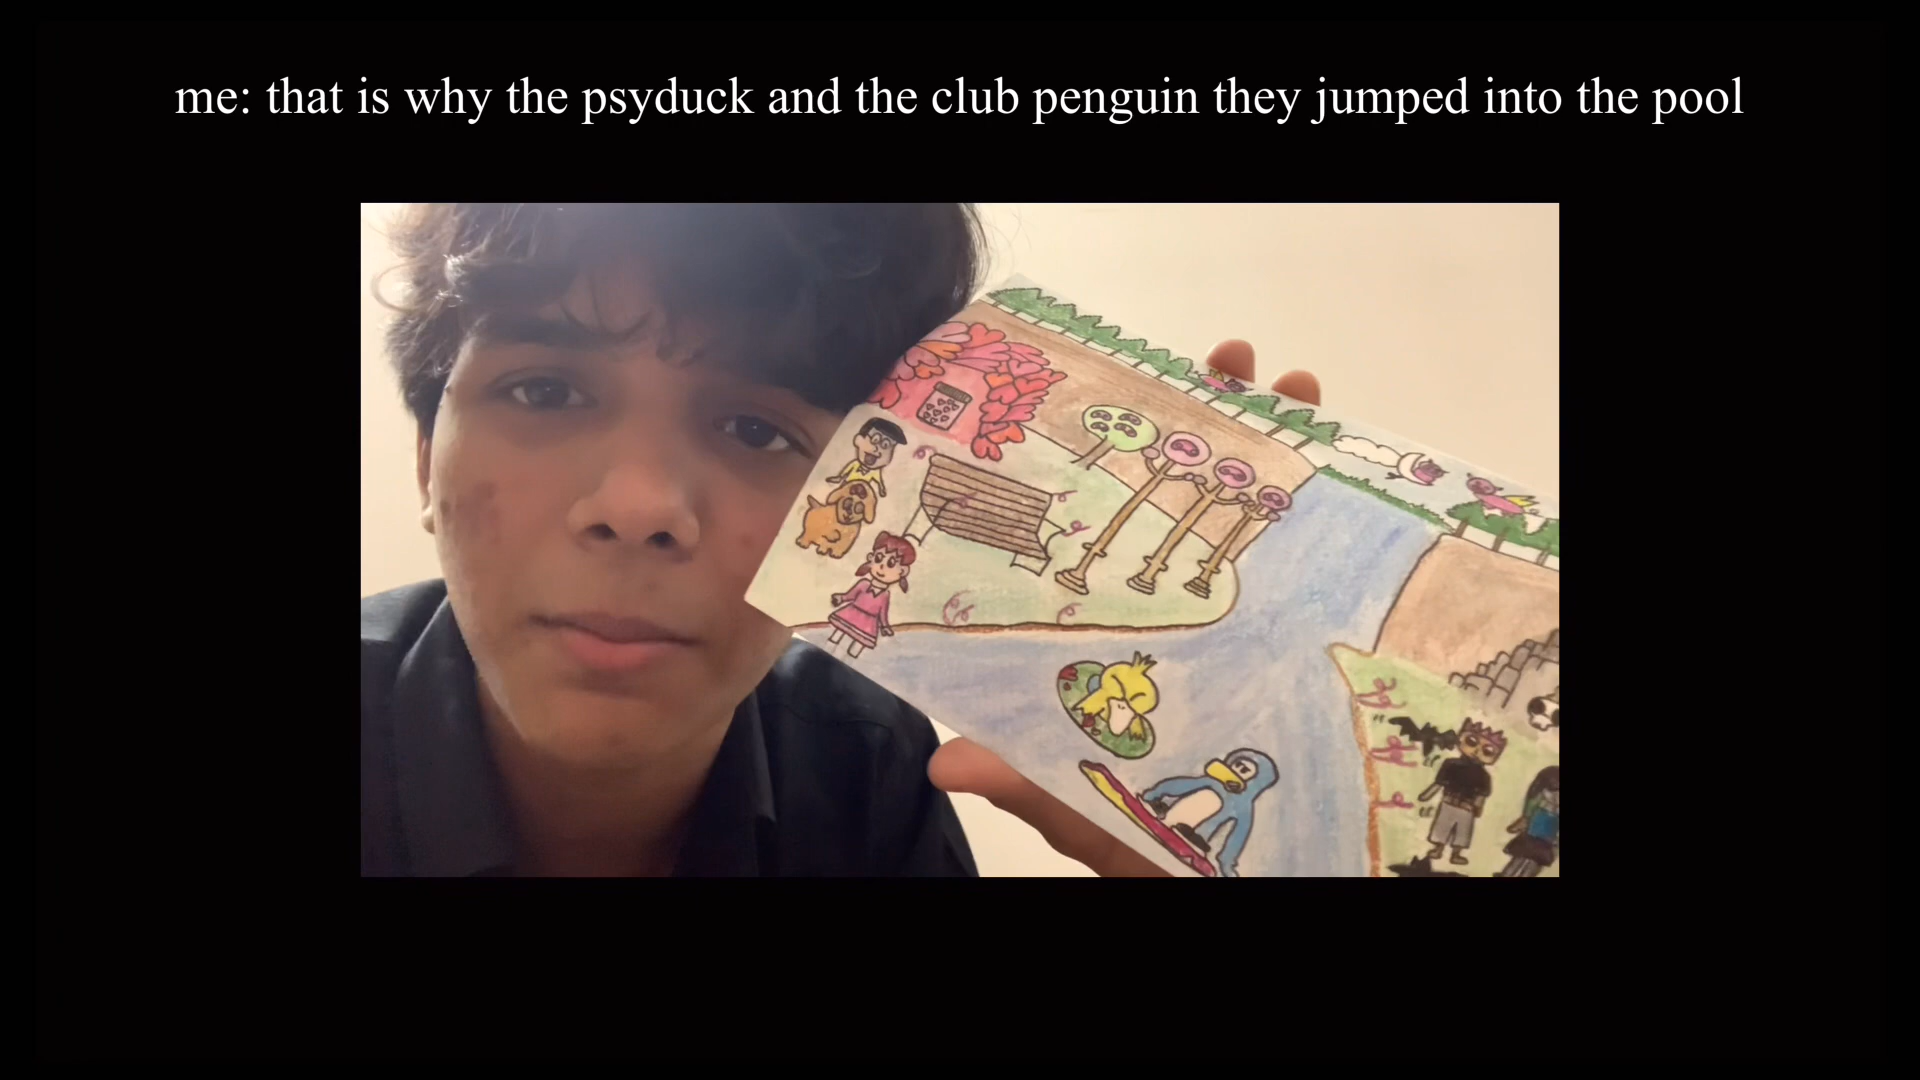 me: that is why the psyduck and the club penguin they jumped into the pool